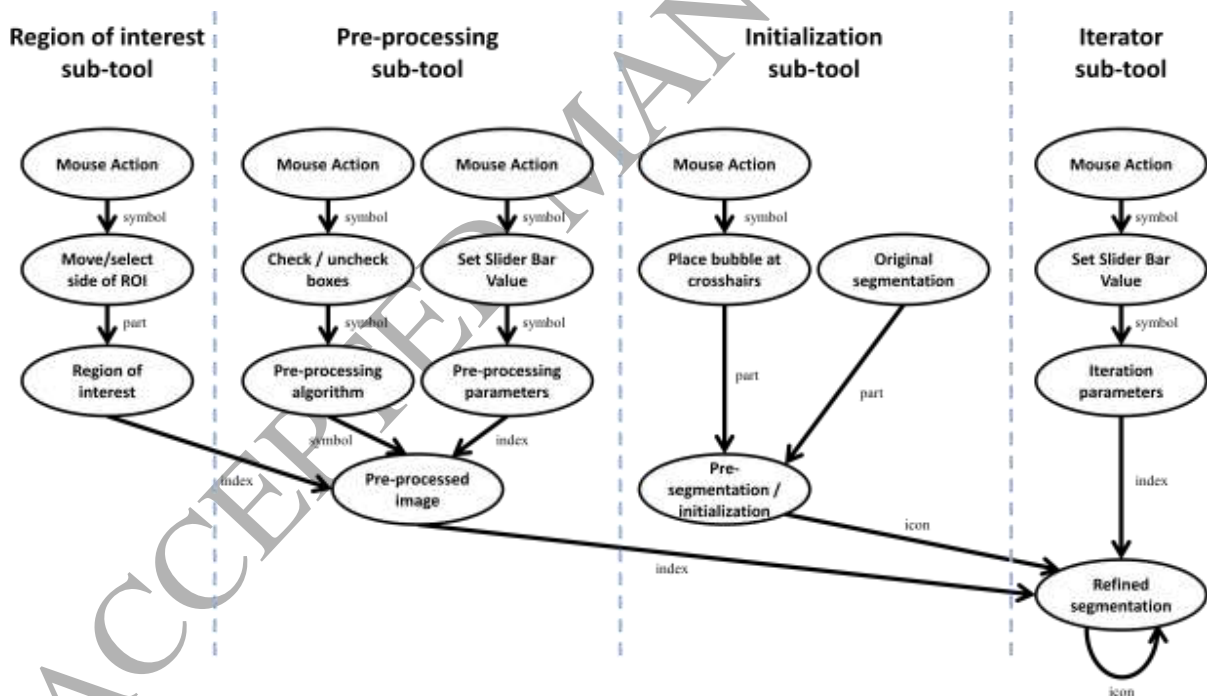 Region of interest
sub-tool
Pre-processing
sub-tool
Initialization
sub-tool
Iterator
sub-tool
Mouse Action
Mouse Action
Mouse Action
Mouse Action
Mouse Action
symbol
symbol
symbol
symbol
symbol
Move/select
side of ROI
Check / uncheck
boxes
Set Slider Bar
Value
Place bubble at
crosshairs
Original
segmentation
Set Slider Bar
Value
part
symbol
symbol
symbol
Region of
interest
Pre-processing
algorithm
Pre-processing
parameters
part
part
Iteration
parameters
index
symbol
index
Pre-processed
image
Pre-
segmentation /
initialization
index
icon
index
Refined
segmentation
icon
ACCEPTED MAN